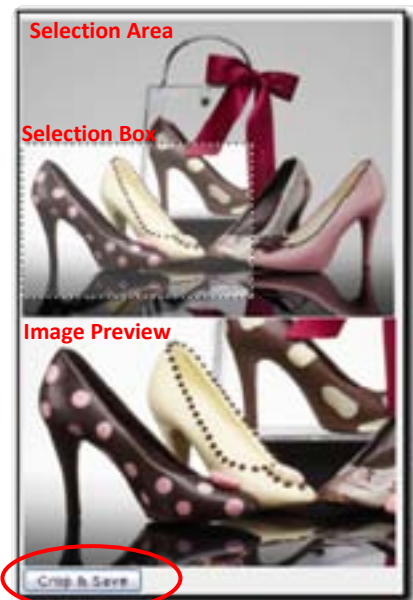 Selection Area
Selection Box
Image Preview
Crop & Save